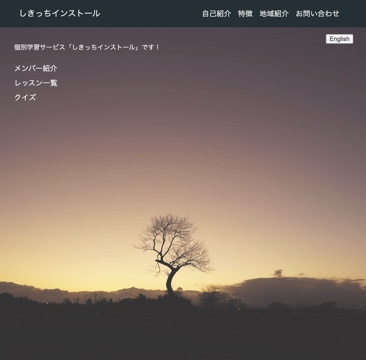 しきっちインストール
自己紹介 特徴 地域紹介 お問い合わせ
English
個別学習サービス「しきっちインストール」です！
メンバー紹介
レッスン一覧
クイズ